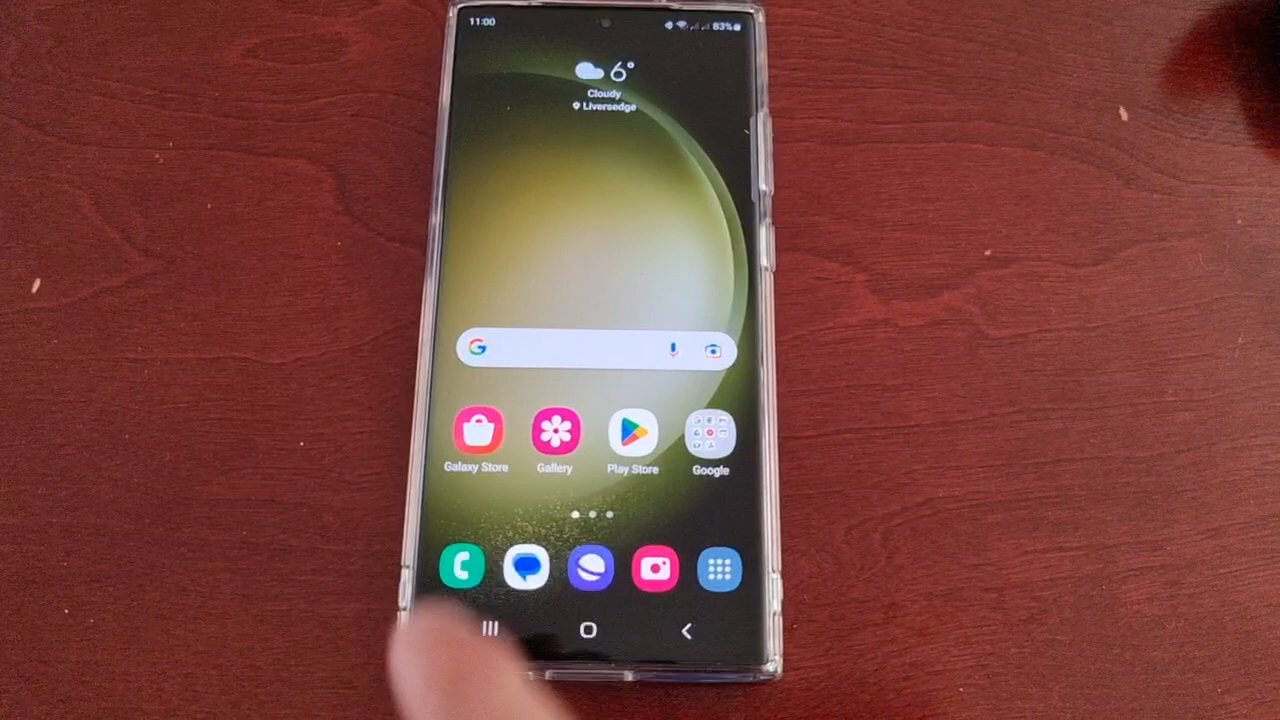 11:00
83%
6°
Cloudy
Liversedge
G
Galaxy Store
Gallery
Play Store
Google